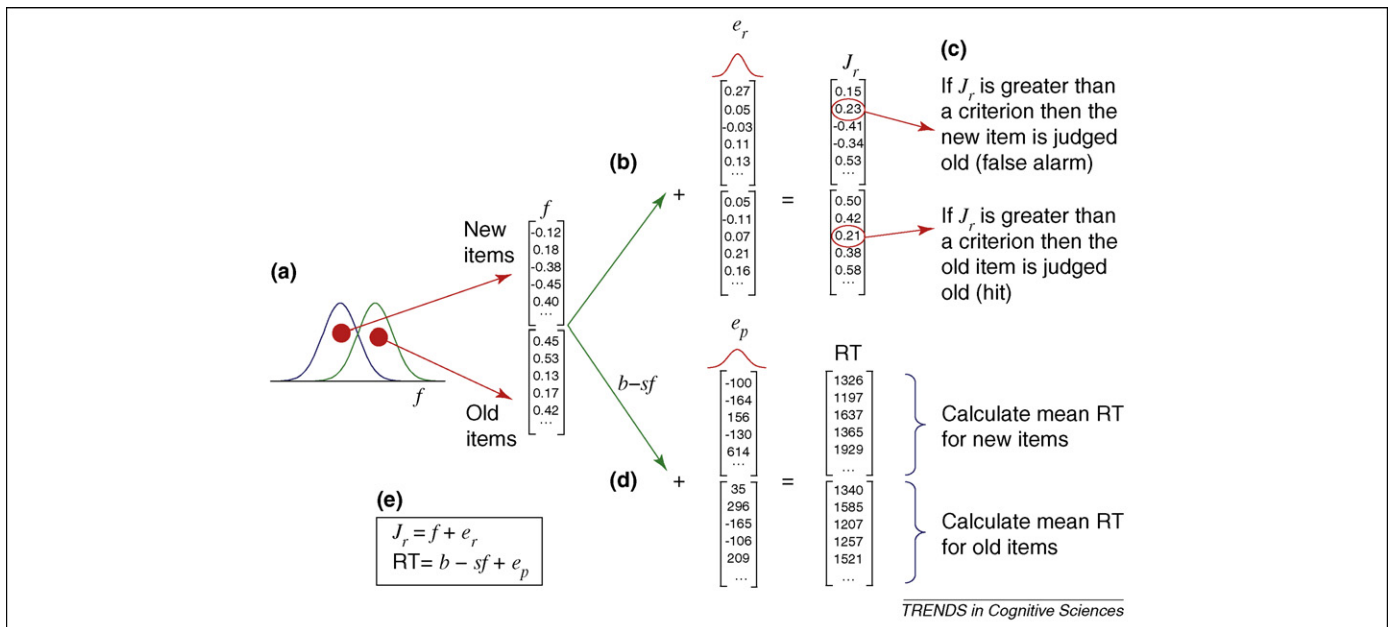 (a)
f
New
items
Old
items
f
-0.12
0.18
-0.38
-0.45
0.40
...
0.45
0.53
0.13
0.17
0.42
...
b–sf
(b)
+
e_r
0.27
0.05
-0.03
0.11
0.13
...
0.05
-0.11
0.07
0.21
0.16
...
=
J_r
0.15
0.23
-0.41
-0.34
0.53
...
0.50
0.42
0.21
0.38
0.58
...
(c)
If J_r is greater than
a criterion then the
new item is judged
old (false alarm)
If J_r is greater than
a criterion then the
old item is judged
old (hit)
(d)
+
e_p
-100
-164
156
-130
614
...
35
296
-165
-106
209
...
=
RT
1326
1197
1637
1365
1929
...
1340
1585
1207
1257
1521
...
Calculate mean RT
for new items
Calculate mean RT
for old items
(e)
J_r = f + e_r
RT = b – sf + e_p
TRENDS in Cognitive Sciences